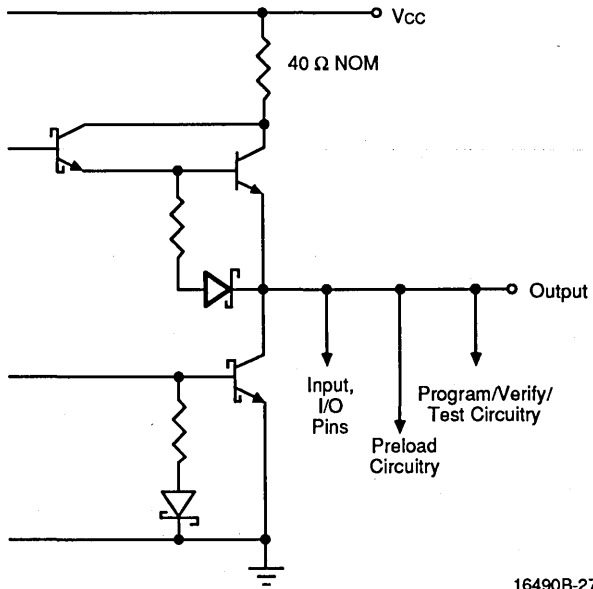 Vcc
40 Ω NOM
Output
Input,
I/O
Pins
Program/Verify/
Test Circuitry
Preload
Circuitry
16490B-27